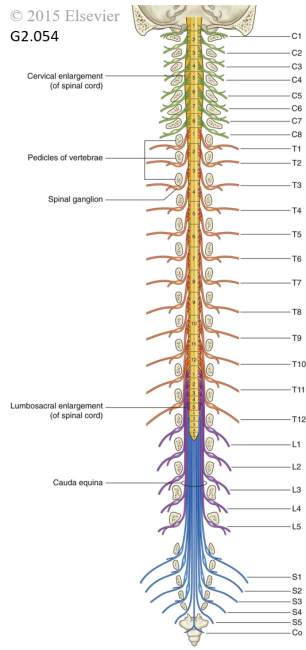 © 2015 Elsevier
G2.054
C1
C2
C3
Cervical enlargement
(of spinal cord)
C4
C5
C6
C7
C8
T1
Pedicles of vertebrae
T2
T3
Spinal ganglion
T4
T5
T6
T7
T8
T9
T10
T11
Lumbosacral enlargement
(of spinal cord)
T12
L1
L2
Cauda equina
L3
L4
L5
S1
S2
S3
S4
S5
Co